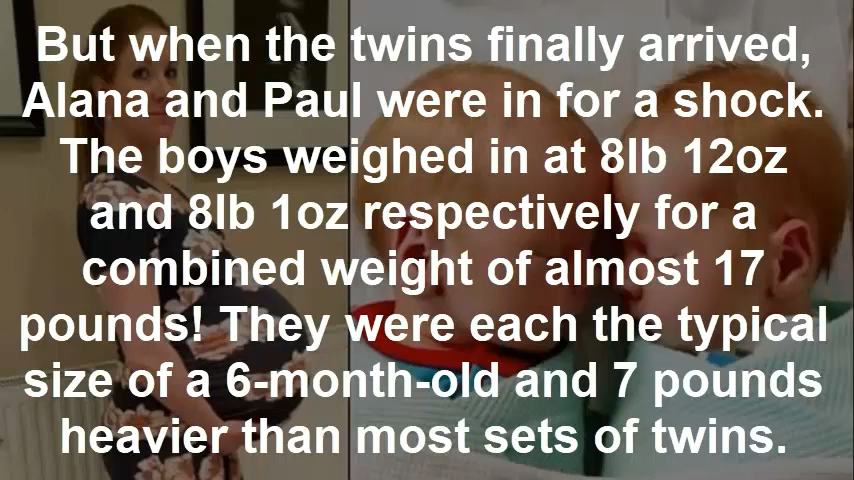 But when the twins finally arrived,
Alana and Paul were in for a shock.
The boys weighed in at 8lb 12oz
and 8lb 1oz respectively for a
combined weight of almost 17
pounds! They were each the typical
size of a 6-month-old and 7 pounds
heavier than most sets of twins.